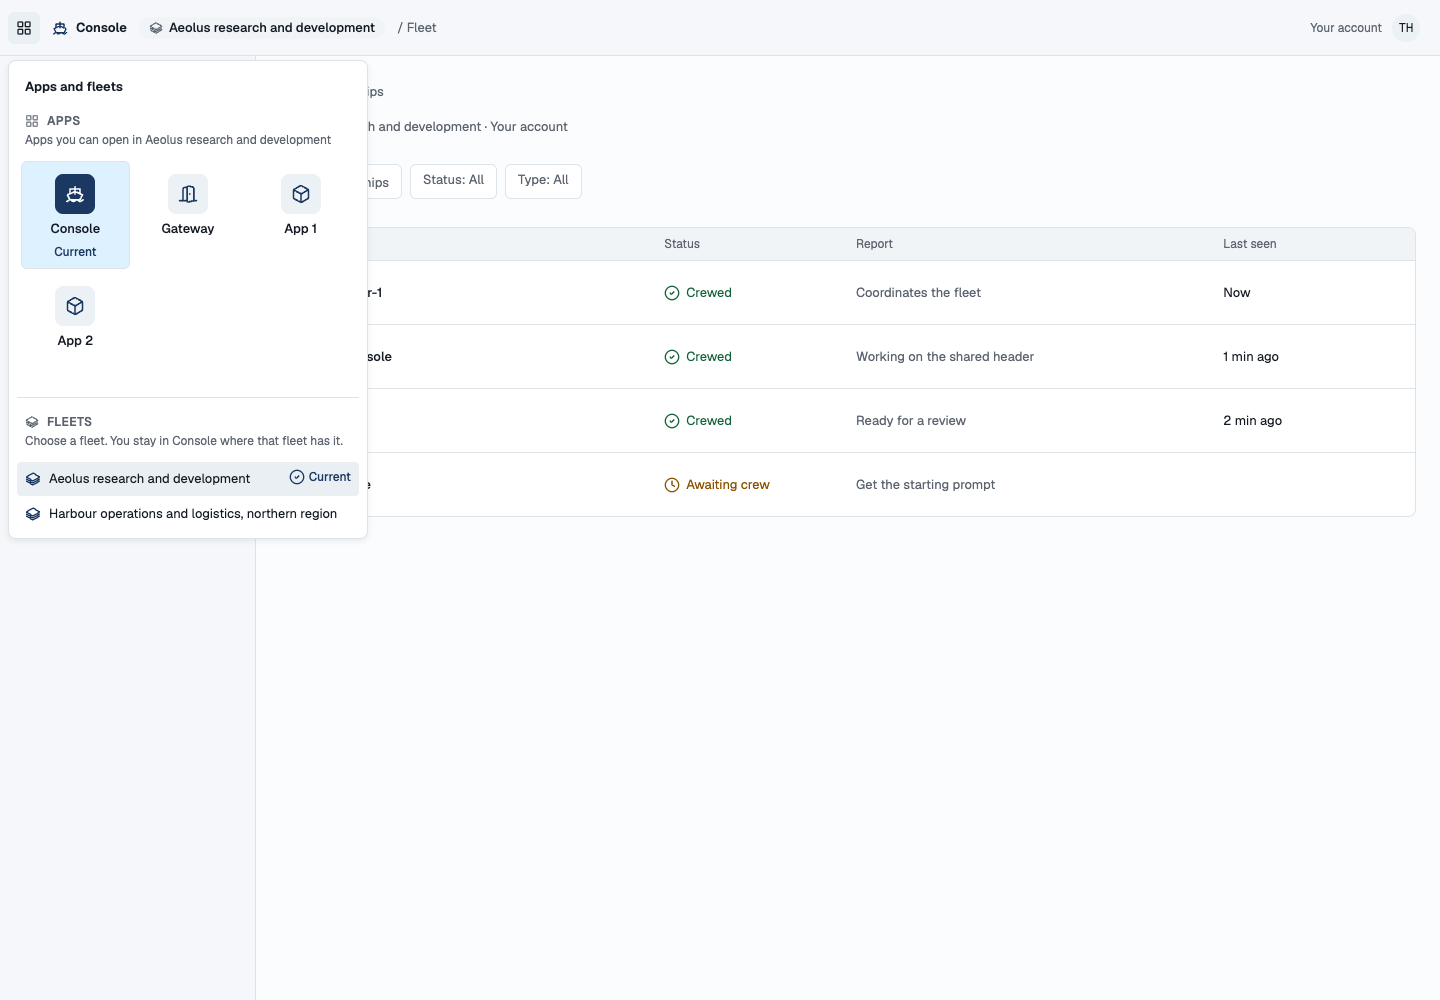 Console
Aeolus research and development
/ Fleet
Your account
TH
Apps and fleets
APPS
Apps you can open in Aeolus research and development
Console
Current
Gateway
App 1
App 2
FLEETS
Choose a fleet. You stay in Console where that fleet has it.
Aeolus research and development
Current
Harbour operations and logistics, northern region
and development · Your account
Status: All
Type: All
Status
Report
Last seen
Crewed
Coordinates the fleet
Now
Crewed
Working on the shared header
1 min ago
Crewed
Ready for a review
2 min ago
Awaiting crew
Get the starting prompt